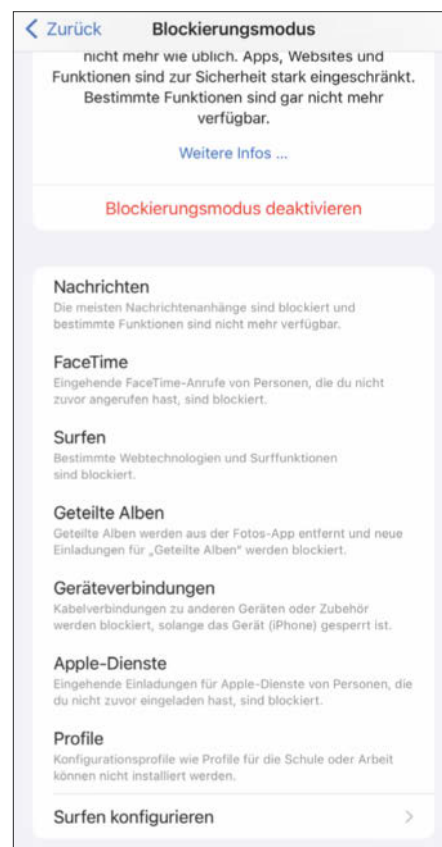 Zurück Blockierungsmodus
nicht mehr wie üblich. Apps, Websites und
Funktionen sind zur Sicherheit stark eingeschränkt.
Bestimmte Funktionen sind gar nicht mehr
verfügbar.
Weitere Infos ...
Blockierungsmodus deaktivieren
Nachrichten
Die meisten Nachrichtenanhänge sind blockiert und
bestimmte Funktionen sind nicht mehr verfügbar.
FaceTime
Eingehende FaceTime-Anrufe von Personen, die du nicht
zuvor angerufen hast, sind blockiert.
Surfen
Bestimmte Webtechnologien und Surffunktionen
sind blockiert.
Geteilte Alben
Geteilte Alben werden aus der Fotos-App entfernt und neue
Einladungen für „Geteilte Alben“ werden blockiert.
Geräteverbindungen
Kabelverbindungen zu anderen Geräten oder Zubehör
werden blockiert, solange das Gerät (iPhone) gesperrt ist.
Apple-Dienste
Eingehende Einladungen für Apple-Dienste von Personen, die
du nicht zuvor eingeladen hast, sind blockiert.
Profile
Konfigurationsprofile wie Profile für die Schule oder Arbeit
können nicht installiert werden.
Surfen konfigurieren